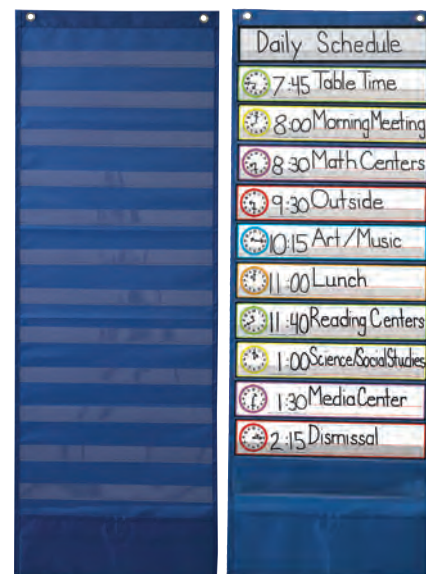 Daily Schedule
7:45 Table Time
8:00 Morning Meeting
8:30 Math Centers
9:30 Outside
10:15 Art/Music
11:00 Lunch
11:40 Reading Centers
1:00 Science/Social Studies
1:30 Media Center
2:15 Dismissal